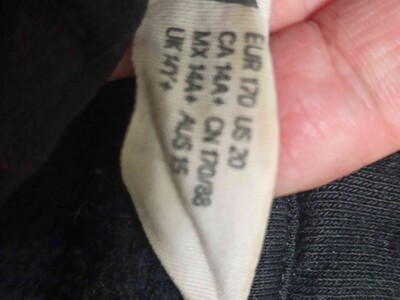 EUR 170 US 20
CA 14A+
MX 14A+ CN 170/88
UK 14Y+ AUS 15